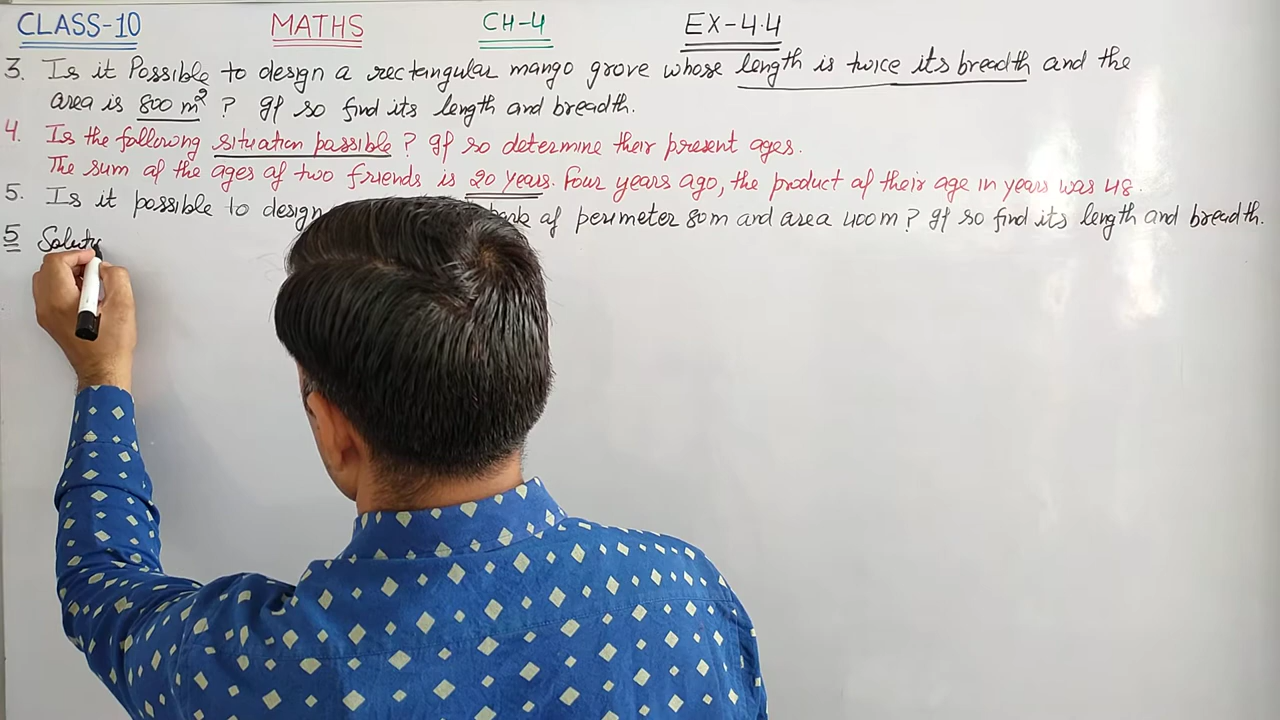 CLASS-10 MATHS CH-4 EX-4.4
3. Is it Possible to design a rectangular mango grove whose length is twice its breadth and the
area is 800 m² ? If so find its length and breadth.
4. Is the following situation possible ? If so determine their present ages.
The sum of the ages of two friends is 20 years. Four years ago, the product of their age in years was 48.
5. Is it possible to design of perimeter 80m and area 400m ? If so find its length and breadth.
5 Solut